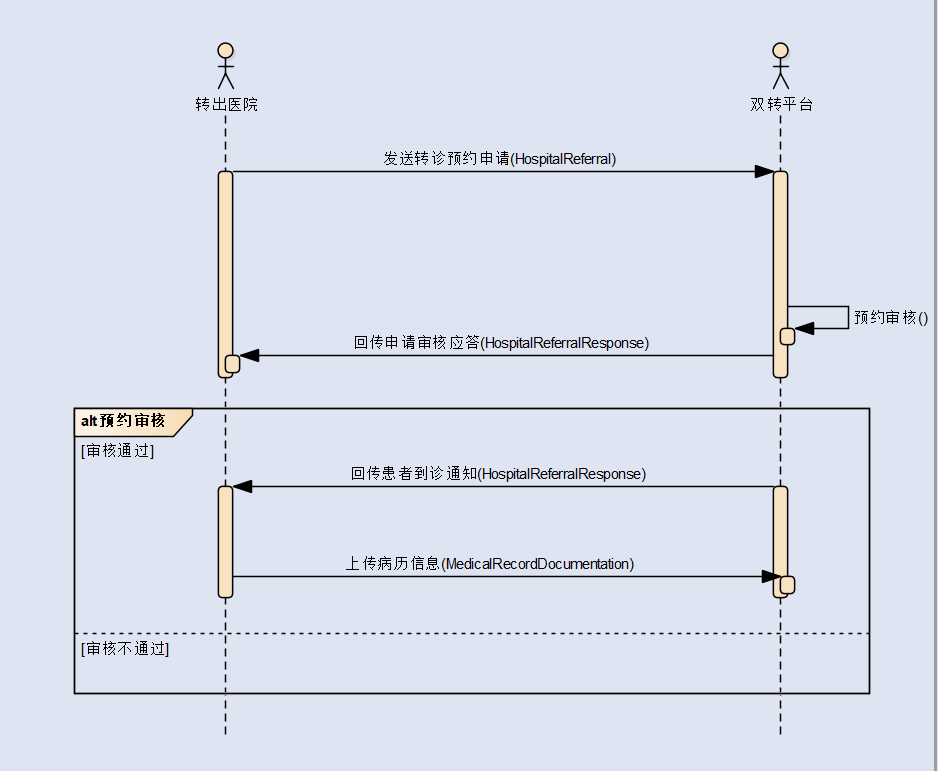 转出医院
双转平台
发送转诊预约申请(HospitalReferral)
预约审核()
回传申请审核应答(HospitalReferralResponse)
alt预约审核
[审核通过]
回传患者到诊通知(HospitalReferralResponse)
上传病历信息(MedicalRecordDocumentation)
[审核不通过]